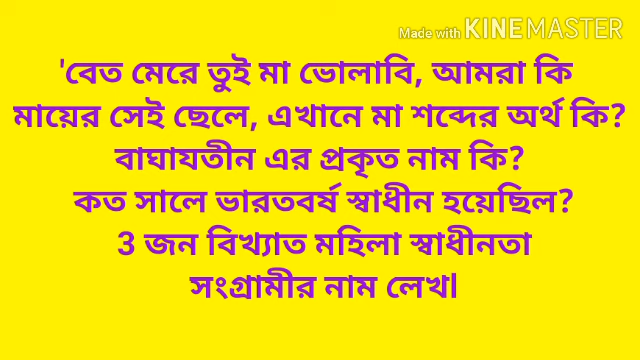 Made with KINEMASTER
'বেত মেরে তুই মা ভোলাবি, আমরা কি
মায়ের সেই ছেলে, এখানে মা শব্দের অর্থ কি?
বাঘাযতীন এর প্রকৃত নাম কি?
কত সালে ভারতবর্ষ স্বাধীন হয়েছিল?
3 জন বিখ্যাত মহিলা স্বাধীনতা
সংগ্রামীর নাম লেখ।